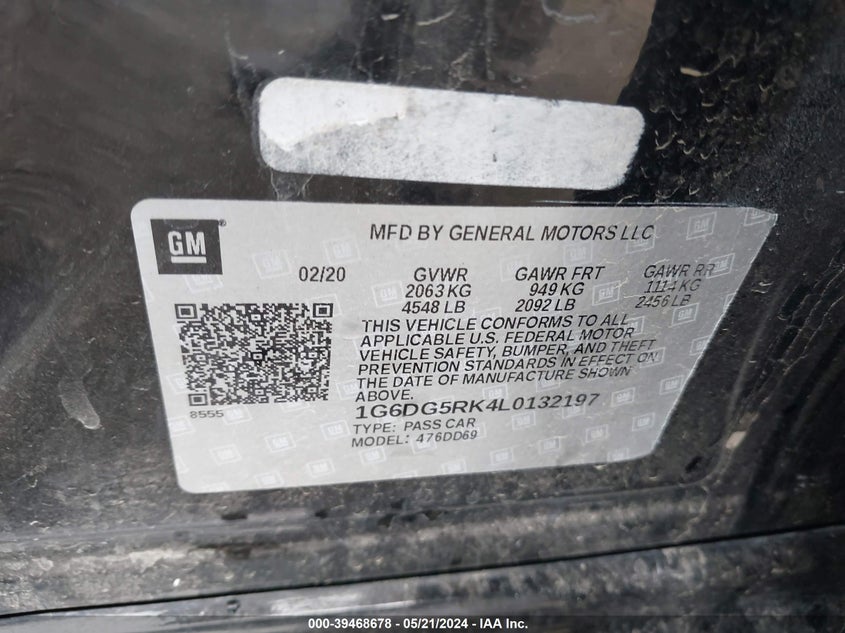 GM
MFD BY GENERAL MOTORS LLC
02/20 GVWR GAWR FRT GAWR RR
2063 KG 949 KG 1114 KG
4548 LB 2092 LB 2456 LB
THIS VEHICLE CONFORMS TO ALL
APPLICABLE U.S. FEDERAL MOTOR
VEHICLE SAFETY, BUMPER, AND THEFT
PREVENTION STANDARDS IN EFFECT ON
THE DATE OF MANUFACTURE SHOWN
ABOVE.
8555
1G6DG5RK4L0132197
TYPE: PASS CAR
MODEL: 476DD69
000-39468678 - 05/21/2024 - IAA Inc.